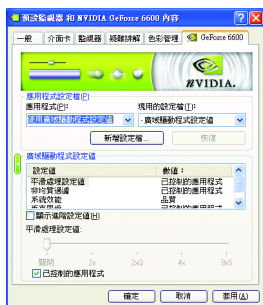 預設監視器 和 NVIDIA GeForce 6600 內容
一般 介面卡 監視器 疑難排解 色彩管理 GeForce 6600
NVIDIA.
應用程式設定檔(P)
應用程式(P): 現用的設定檔(I):
使用廣域驅動程式設定值 - 廣域驅動程式設定值
新增設定檔... 恢復
廣域驅動程式設定值
設定值 數值:
平滑處理設定值 已控制的應用程式
非均質過濾 已控制的應用程式
系統效能 品質
顯示進階設定值(H)
平滑處理設定值:
關閉 2x 2xQ 4x 8xS
已控制的應用程式
確定 取消 套用(A)